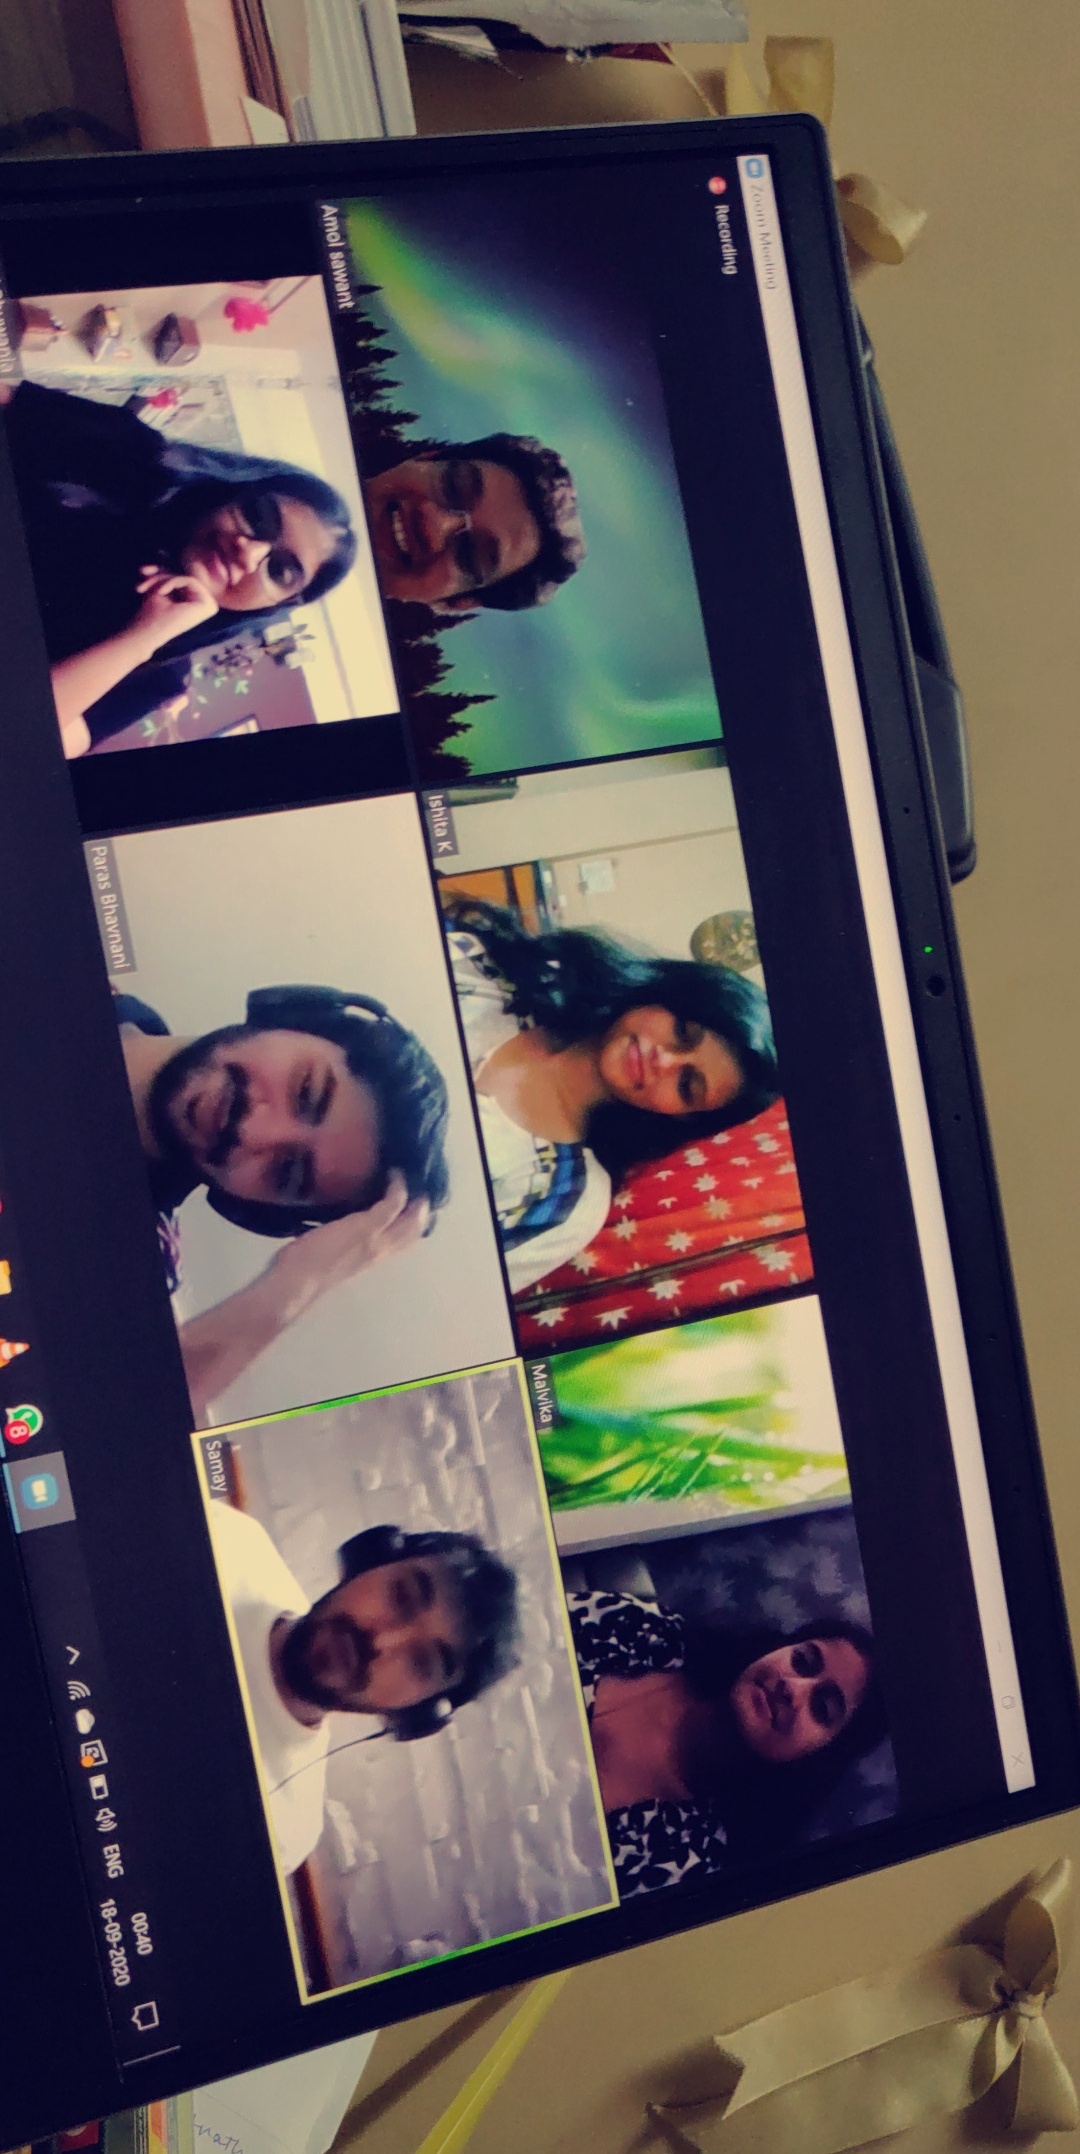 Zoom Meeting
Recording
Amol sawant
Ishita K
Malvika
Paras Bhavnani
Samay
8
ENG
00:40
18-09-2020